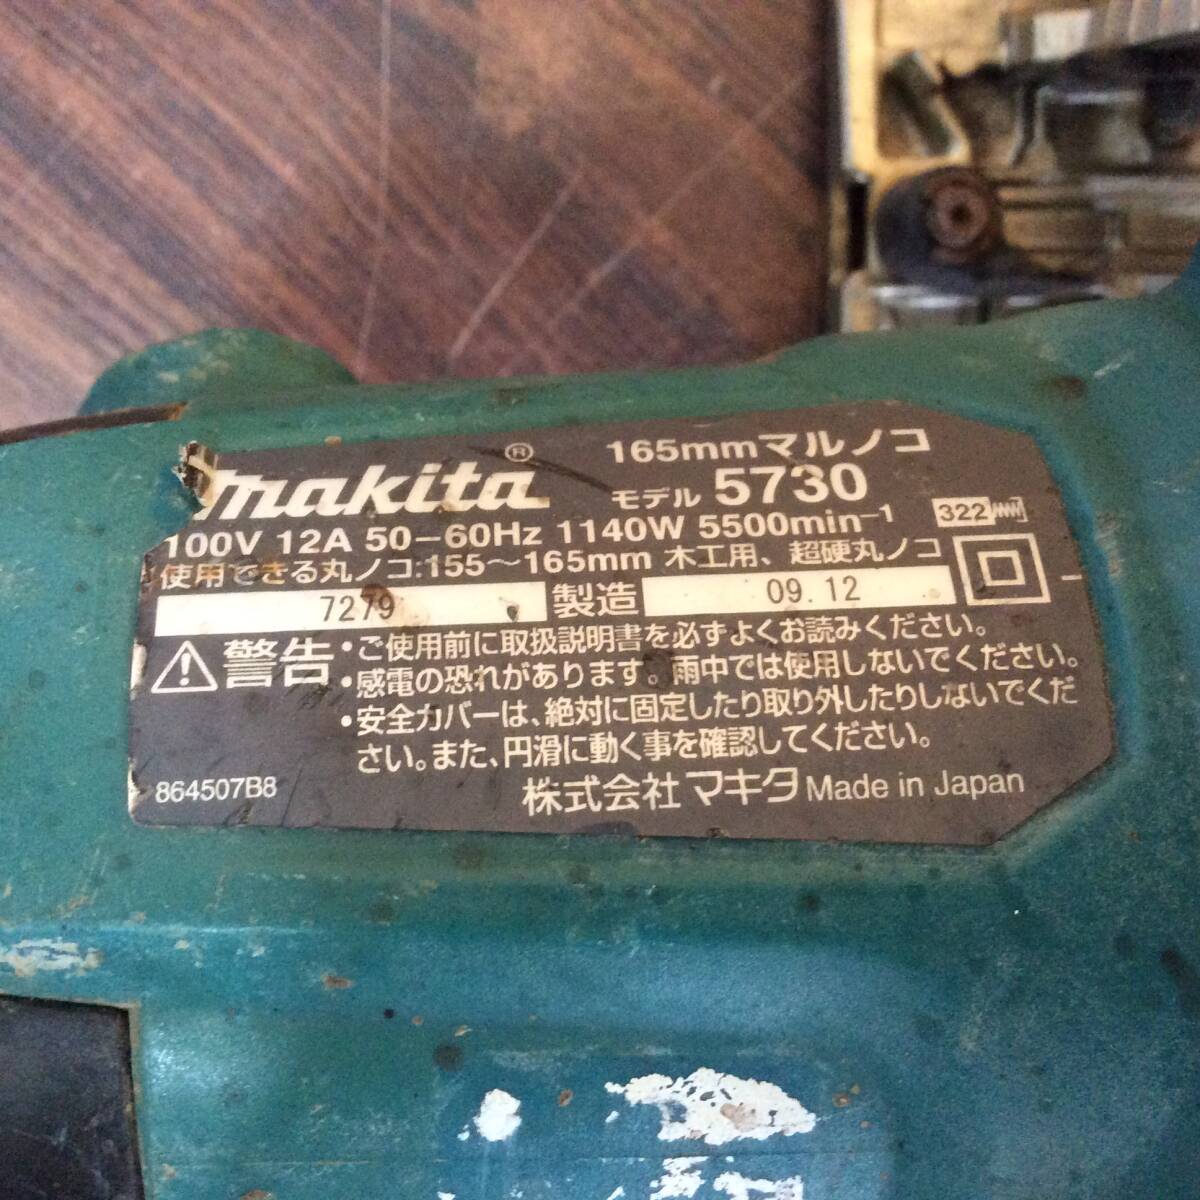 makita®
165mmマルノコ
モデル 5730
100V 12A 50-60Hz 1140W 5500min-1
322
使用できる丸ノコ:155〜165mm 木工用、超硬丸ノコ
7279 製造 09.12
警告 ・ご使用前に取扱説明書を必ずよくお読みください。
・感電の恐れがあります。雨中では使用しないでください。
・安全カバーは、絶対に固定したり取り外したりしないでくだ
さい。また、円滑に動く事を確認してください。
864507B8
株式会社マキタ Made in Japan